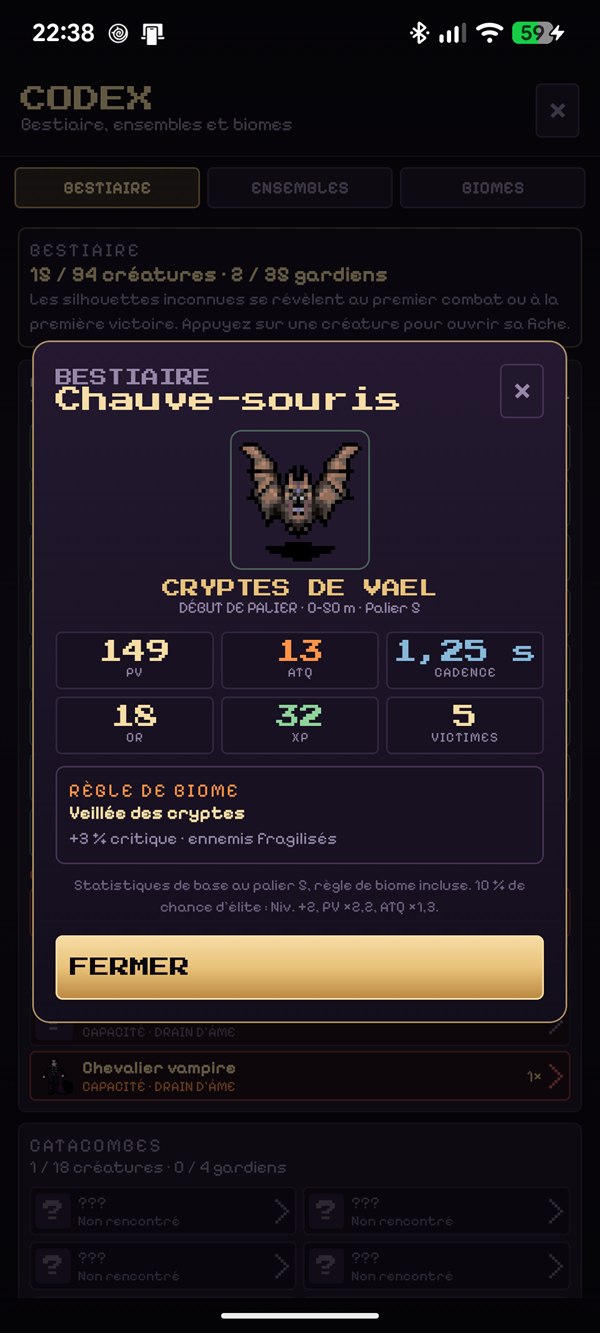 22:38
59
CODEX
Bestiaire, ensembles et biomes
×
BESTIAIRE
ENSEMBLES
BIOMES
BESTIAIRE
18 / 94 créatures · 2 / 38 gardiens
Les silhouettes inconnues se révèlent au premier combat ou à la
première victoire. Appuyez sur une créature pour ouvrir sa fiche.
BESTIAIRE
Chauve-souris
×
CRYPTES DE VAEL
DÉBUT DE PALIER · 0-80 m · Palier 8
149
PV
13
ATQ
1,25 s
CADENCE
18
OR
32
XP
5
VICTIMES
RÈGLE DE BIOME
Veillée des cryptes
+3 % critique · ennemis fragilisés
Statistiques de base au palier 8, règle de biome incluse. 10 % de
chance d'élite : Niv. +2, PV ×2,2, ATQ ×1,3.
FERMER
CAPACITÉ · DRAIN D'ÂME
Chevalier vampire
1×
CAPACITÉ · DRAIN D'ÂME
CATACOMBES
1 / 18 créatures · 0 / 4 gardiens
? ???
Non rencontré
? ???
Non rencontré
? ???
Non rencontré
? ???
Non rencontré